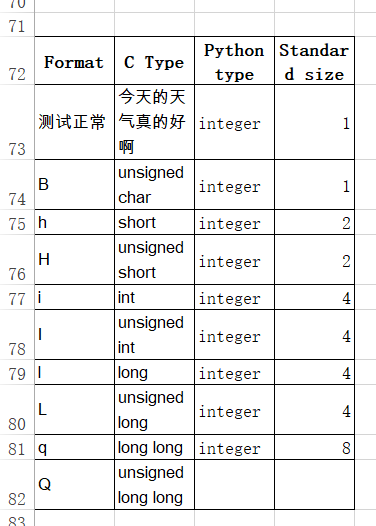 70
71
Format C Type Python Standar
72 type d size
今天的天
测试正常 气真的好 integer 1
73 啊
unsigned
B integer 1
74 char
75 h short integer 2
unsigned
H integer 2
76 short
77 i int integer 4
unsigned
I integer 4
78 int
79 l long integer 4
unsigned
L integer 4
80 long
81 q long long integer 8
unsigned
Q
82 long long
83